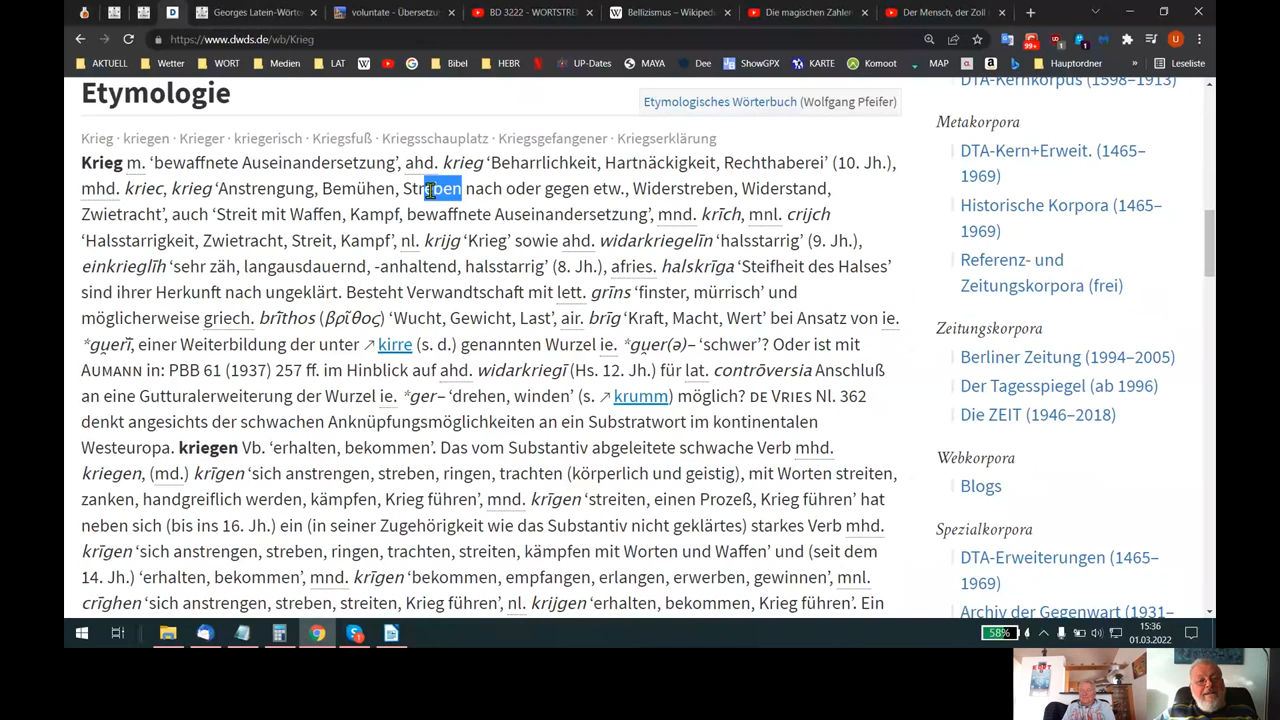 Georges Latein-Wörte
voluntate - Übersetzu
BD 3222 - WORTSTRE
Bellizismus – Wikiped
Die magischen Zahlen
Der Mensch, der Zoll
https://www.dwds.de/wb/Krieg
AKTUELL Wetter WORT Medien LAT Bibel HEBR UP-Dates MAYA Dee ShowGPX KARTE Komoot MAP Hauptordner Leseliste
Etymologie
Etymologisches Wörterbuch (Wolfgang Pfeifer)
Krieg · kriegen · Krieger · kriegerisch · Kriegsfuß · Kriegsschauplatz · Kriegsgefangener · Kriegserklärung
Krieg m. ‘bewaffnete Auseinandersetzung’, ahd. krieg ‘Beharrlichkeit, Hartnäckigkeit, Rechthaberei’ (10. Jh.),
mhd. kriec, krieg ‘Anstrengung, Bemühen, Streben nach oder gegen etw., Widerstreben, Widerstand,
Zwietracht’, auch ‘Streit mit Waffen, Kampf, bewaffnete Auseinandersetzung’, mnd. krīch, mnl. crijch
‘Halsstarrigkeit, Zwietracht, Streit, Kampf’, nl. krijg ‘Krieg’ sowie ahd. widarkriegelīn ‘halsstarrig’ (9. Jh.),
einkrieglīh ‘sehr zäh, langausdauernd, -anhaltend, halsstarrig’ (8. Jh.), afries. halskrīga ‘Steifheit des Halses’
sind ihrer Herkunft nach ungeklärt. Besteht Verwandtschaft mit lett. grīns ‘finster, mürrisch’ und
möglicherweise griech. brīthos (βρῖθος) ‘Wucht, Gewicht, Last’, air. brīg ‘Kraft, Macht, Wert’ bei Ansatz von ie.
*gu̯erī̌, einer Weiterbildung der unter ↗ kirre (s. d.) genannten Wurzel ie. *gu̯er(ə)– ‘schwer’? Oder ist mit
AUMANN in: PBB 61 (1937) 257 ff. im Hinblick auf ahd. widarkriegī (Hs. 12. Jh.) für lat. contrōversia Anschluß
an eine Gutturalerweiterung der Wurzel ie. *ger– ‘drehen, winden’ (s. ↗ krumm) möglich? DE VRIES Nl. 362
denkt angesichts der schwachen Anknüpfungsmöglichkeiten an ein Substratwort im kontinentalen
Westeuropa. kriegen Vb. ‘erhalten, bekommen’. Das vom Substantiv abgeleitete schwache Verb mhd.
kriegen, (md.) krīgen ‘sich anstrengen, streben, ringen, trachten (körperlich und geistig), mit Worten streiten,
zanken, handgreiflich werden, kämpfen, Krieg führen’, mnd. krīgen ‘streiten, einen Prozeß, Krieg führen’ hat
neben sich (bis ins 16. Jh.) ein (in seiner Zugehörigkeit wie das Substantiv nicht geklärtes) starkes Verb mhd.
krīgen ‘sich anstrengen, streben, ringen, trachten, streiten, kämpfen mit Worten und Waffen’ und (seit dem
14. Jh.) ‘erhalten, bekommen’, mnd. krīgen ‘bekommen, empfangen, erlangen, erwerben, gewinnen’, mnl.
crīghen ‘sich anstrengen, streben, streiten, Krieg führen’, nl. krijgen ‘erhalten, bekommen, Krieg führen’. Ein
DTA-Kernkorpus (1598–1913)
Metakorpora
DTA-Kern+Erweit. (1465–
1969)
Historische Korpora (1465–
1969)
Referenz- und
Zeitungskorpora (frei)
Zeitungskorpora
Berliner Zeitung (1994–2005)
Der Tagesspiegel (ab 1996)
Die ZEIT (1946–2018)
Webkorpora
Blogs
Spezialkorpora
DTA-Erweiterungen (1465–
1969)
Archiv der Gegenwart (1931–
58%
15:36
01.03.2022